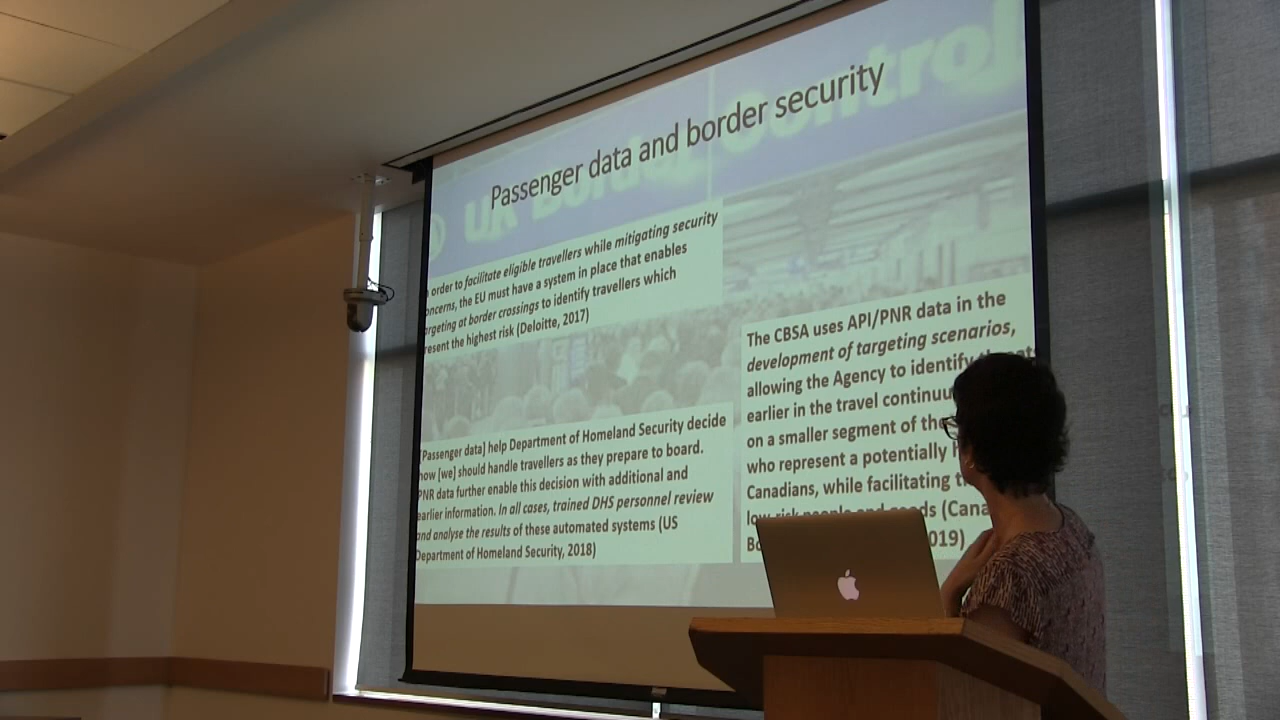 Passenger data and border security
UK Border Control
order to facilitate eligible travellers while mitigating security
oncerns, the EU must have a system in place that enables
argeting at border crossings to identify travellers which
resent the highest risk (Deloitte, 2017)
[Passenger data] help Department of Homeland Security decide
how [we] should handle travellers as they prepare to board.
PNR data further enable this decision with additional and
earlier information. In all cases, trained DHS personnel review
and analyse the results of these automated systems (US
Department of Homeland Security, 2018)
The CBSA uses API/PNR data in the
development of targeting scenarios,
allowing the Agency to identify threats
earlier in the travel continuu
on a smaller segment of the
who represent a potentially h
Canadians, while facilitating t
low risk people and goods (Cana
Bo 019)